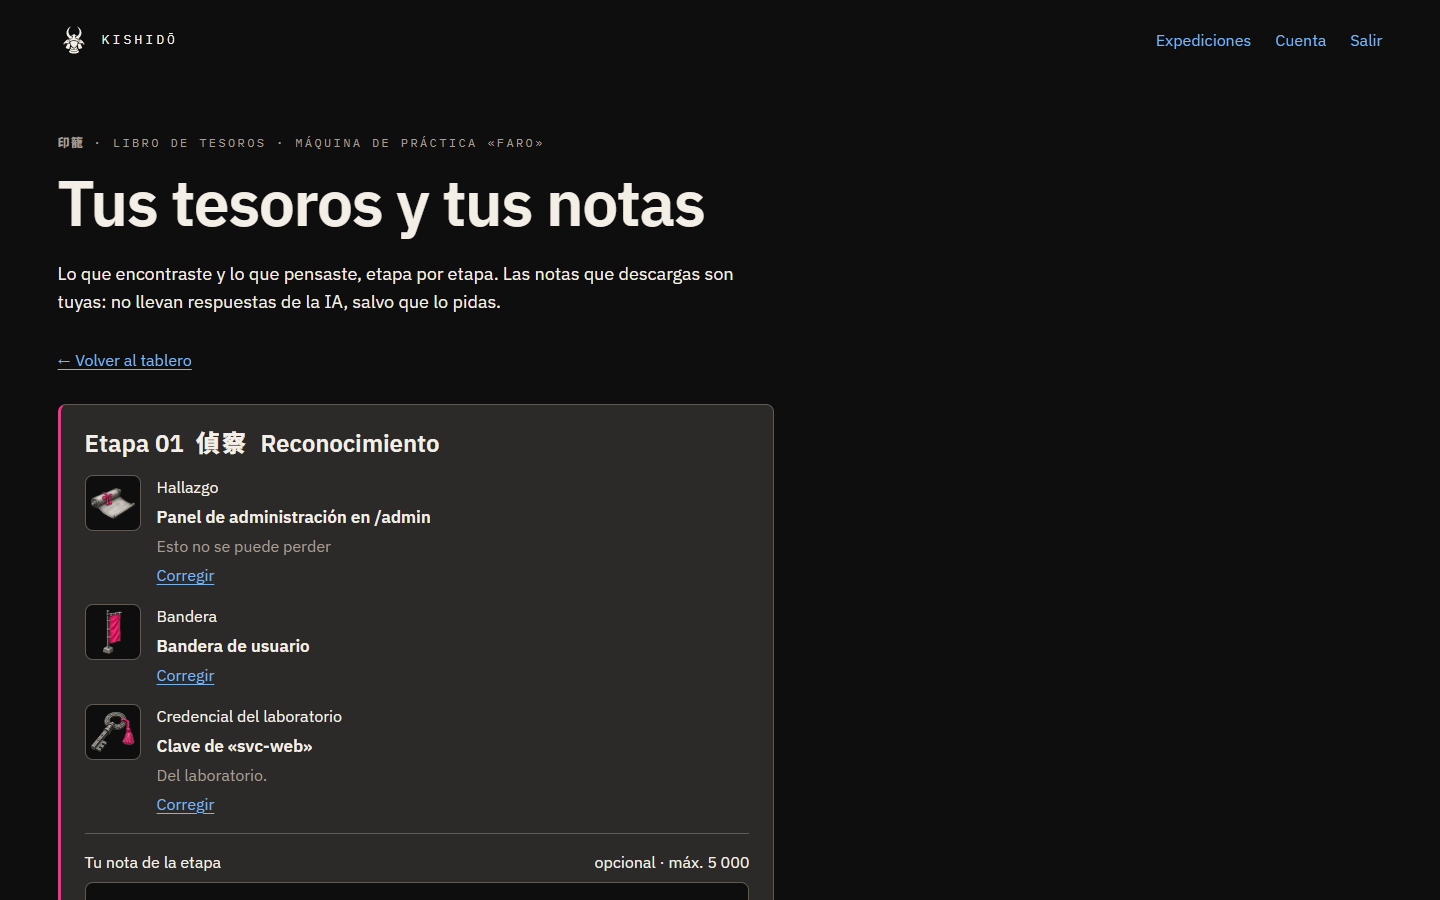 KISHIDŌ
Expediciones Cuenta Salir
印籠 · LIBRO DE TESOROS · MÁQUINA DE PRÁCTICA «FARO»
Tus tesoros y tus notas
Lo que encontraste y lo que pensaste, etapa por etapa. Las notas que descargas son
tuyas: no llevan respuestas de la IA, salvo que lo pidas.
← Volver al tablero
Etapa 01 偵察 Reconocimiento
Hallazgo
Panel de administración en /admin
Esto no se puede perder
Corregir
Bandera
Bandera de usuario
Corregir
Credencial del laboratorio
Clave de «svc-web»
Del laboratorio.
Corregir
Tu nota de la etapa opcional · máx. 5 000